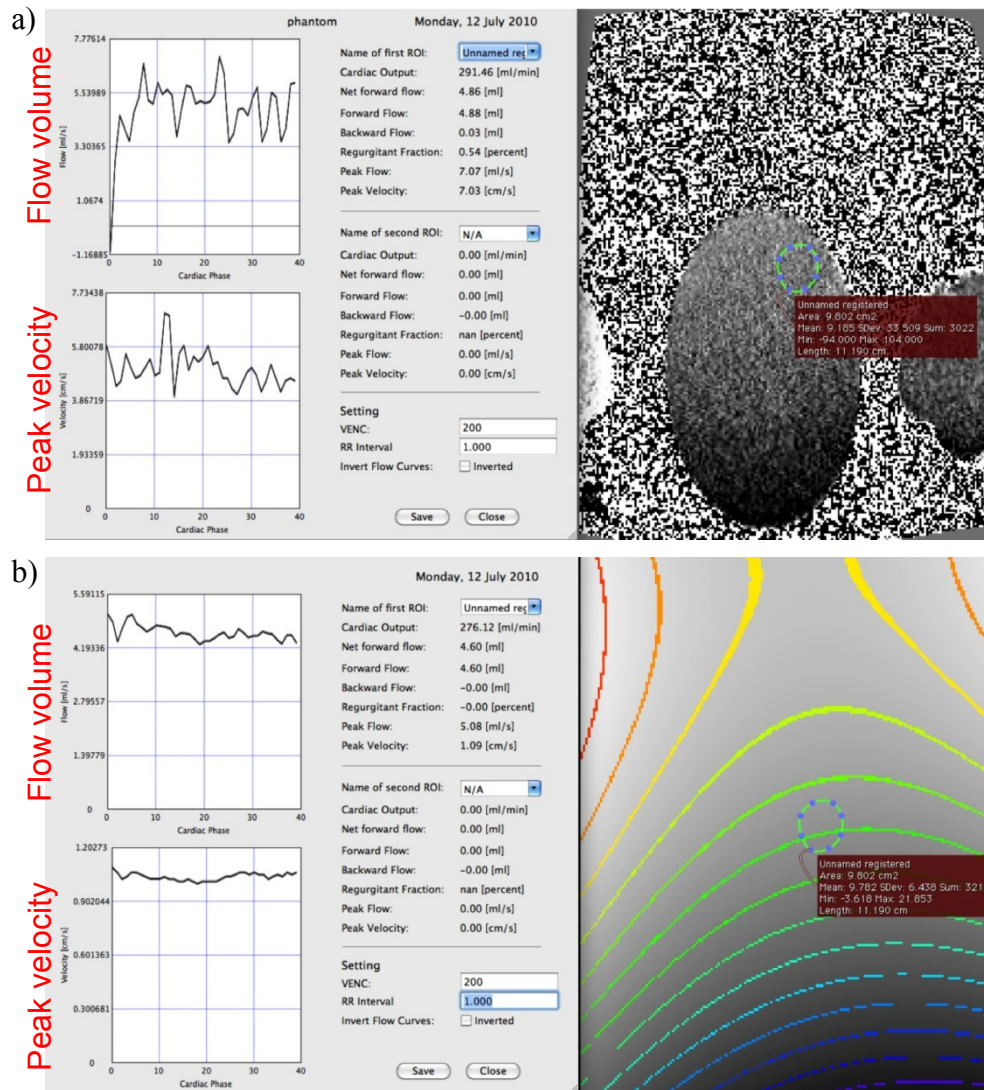 a)
phantom Monday, 12 July 2010
Flow volume
7.77614
5.53989
3.30365
1.0674
-1.16885
Flow [ml/s]
0 10 20 30 40
Cardiac Phase
Peak velocity
7.73438
5.80078
3.86719
1.93359
0
Velocity [cm/s]
0 10 20 30 40
Cardiac Phase
Name of first ROI: Unnamed reg
Cardiac Output: 291.46 [ml/min]
Net forward flow: 4.86 [ml]
Forward Flow: 4.88 [ml]
Backward Flow: 0.03 [ml]
Regurgitant Fraction: 0.54 [percent]
Peak Flow: 7.07 [ml/s]
Peak Velocity: 7.03 [cm/s]
Name of second ROI: N/A
Cardiac Output: 0.00 [ml/min]
Net forward flow: 0.00 [ml]
Forward Flow: 0.00 [ml]
Backward Flow: -0.00 [ml]
Regurgitant Fraction: nan [percent]
Peak Flow: 0.00 [ml/s]
Peak Velocity: 0.00 [cm/s]
Setting
VENC: 200
RR Interval 1.000
Invert Flow Curves: Inverted
Save Close
Unnamed registered
Area: 9.802 cm2
Mean: 9.185 SDev: 33.509 Sum: 3022
Min: -94.000 Max: 104.000
Length: 11.190 cm
b)
Monday, 12 July 2010
Flow volume
5.59115
4.19336
2.79557
1.39779
0
Flow [ml/s]
0 10 20 30 40
Cardiac Phase
Peak velocity
1.20273
0.902044
0.601363
0.300681
0
Velocity [cm/s]
0 10 20 30 40
Cardiac Phase
Name of first ROI: Unnamed reg
Cardiac Output: 276.12 [ml/min]
Net forward flow: 4.60 [ml]
Forward Flow: 4.60 [ml]
Backward Flow: -0.00 [ml]
Regurgitant Fraction: -0.00 [percent]
Peak Flow: 5.08 [ml/s]
Peak Velocity: 1.09 [cm/s]
Name of second ROI: N/A
Cardiac Output: 0.00 [ml/min]
Net forward flow: 0.00 [ml]
Forward Flow: 0.00 [ml]
Backward Flow: -0.00 [ml]
Regurgitant Fraction: nan [percent]
Peak Flow: 0.00 [ml/s]
Peak Velocity: 0.00 [cm/s]
Setting
VENC: 200
RR Interval 1.000
Invert Flow Curves: Inverted
Save Close
Unnamed registered
Area: 9.802 cm2
Mean: 9.782 SDev: 6.438 Sum: 321
Min: -3.618 Max: 21.853
Length: 11.190 cm